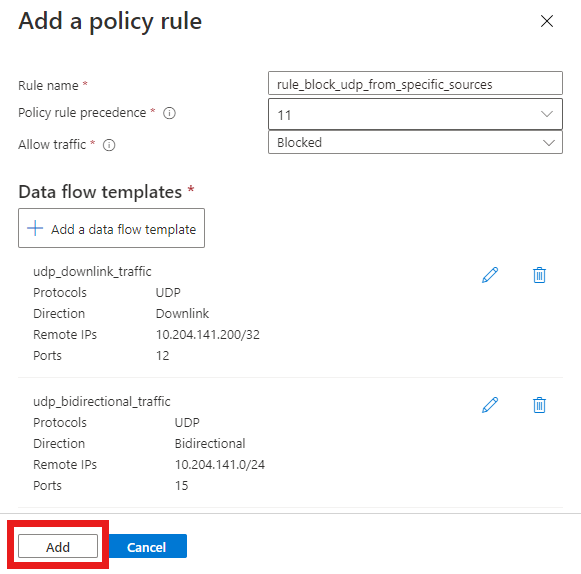 Add a policy rule
Rule name * rule_block_udp_from_specific_sources
Policy rule precedence * 11
Allow traffic * Blocked
Data flow templates *
Add a data flow template
udp_downlink_traffic
Protocols UDP
Direction Downlink
Remote IPs 10.204.141.200/32
Ports 12
udp_bidirectional_traffic
Protocols UDP
Direction Bidirectional
Remote IPs 10.204.141.0/24
Ports 15
Add Cancel